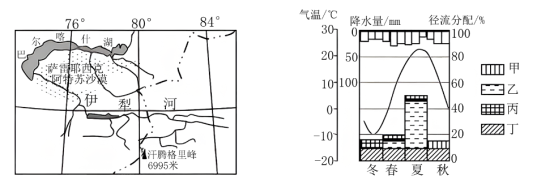 76° 80° 84°
巴尔喀什湖
萨雷耶西克
阿特苏沙漠
伊犁河
汗腾格里峰
6995米
气温/℃ 降水量/mm 径流分配/%
30 0 100
20 80
10 50 60
0 100 40
-10 20
-20 0
冬 春 夏 秋
甲
乙
丙
丁